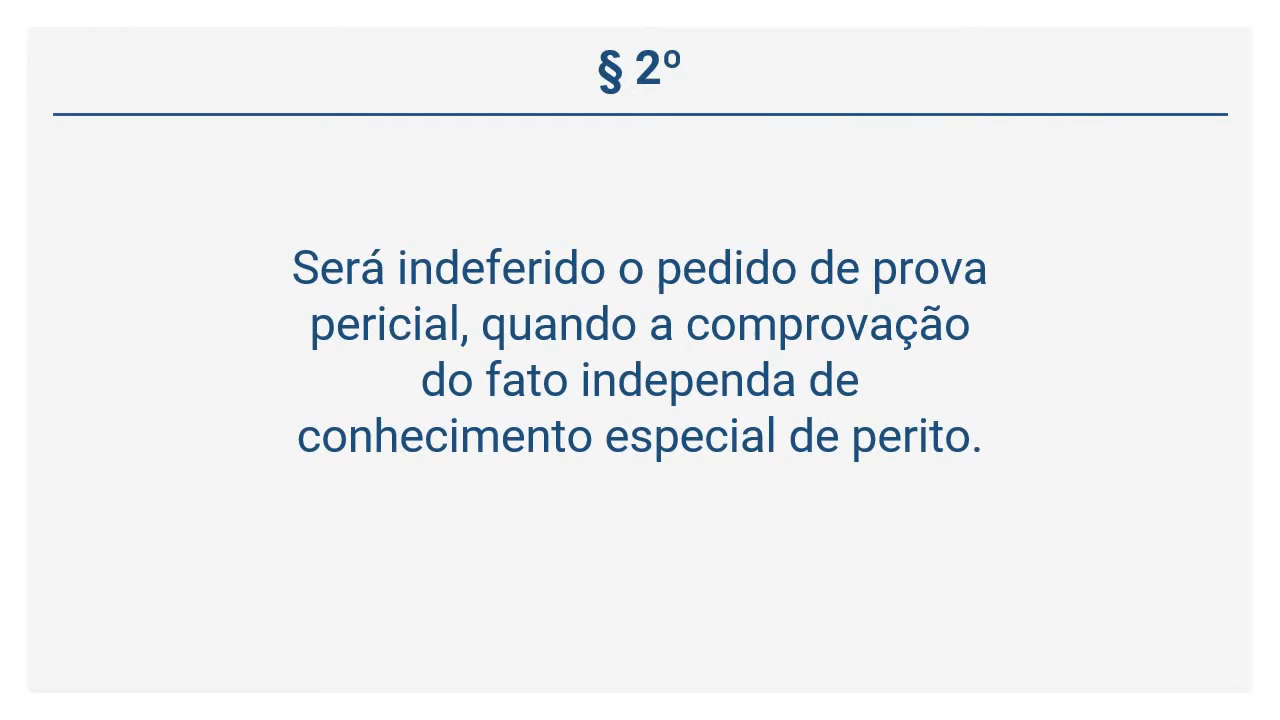 § 2º
Será indeferido o pedido de prova
pericial, quando a comprovação
do fato independa de
conhecimento especial de perito.